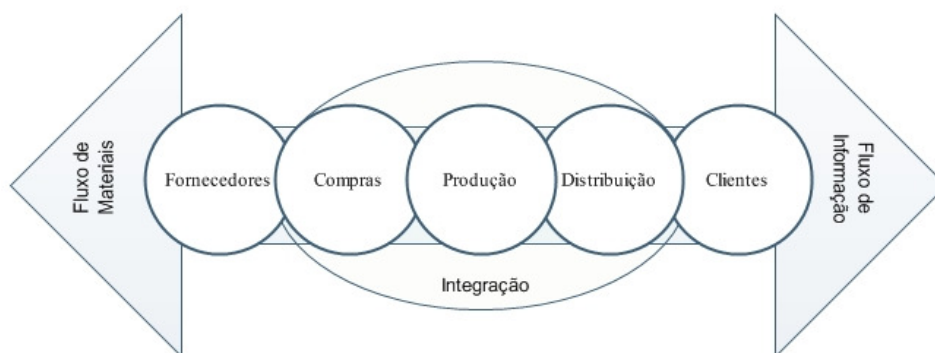 Fluxo de
Materiais
Fornecedores
Compras
Produção
Distribuição
Clientes
Fluxo de
Informação
Integração